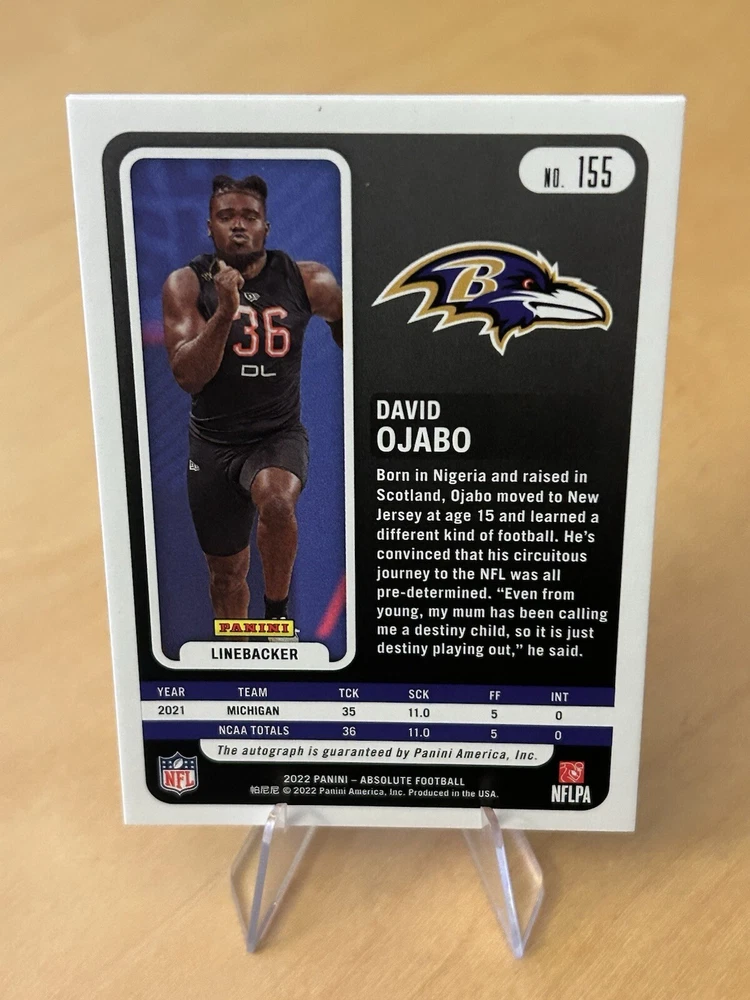 NO. 155
B
36
DL
DAVID
OJABO
Born in Nigeria and raised in
Scotland, Ojabo moved to New
Jersey at age 15 and learned a
different kind of football. He's
convinced that his circuitous
journey to the NFL was all
pre-determined. “Even from
young, my mum has been calling
me a destiny child, so it is just
destiny playing out,” he said.
PANINI
LINEBACKER
YEAR TEAM TCK SCK FF INT
2021 MICHIGAN 35 11.0 5 0
NCAA TOTALS 36 11.0 5 0
The autograph is guaranteed by Panini America, Inc.
NFL
2022 PANINI – ABSOLUTE FOOTBALL
帕尼尼 © 2022 Panini America, Inc. Produced in the USA.
NFLPA